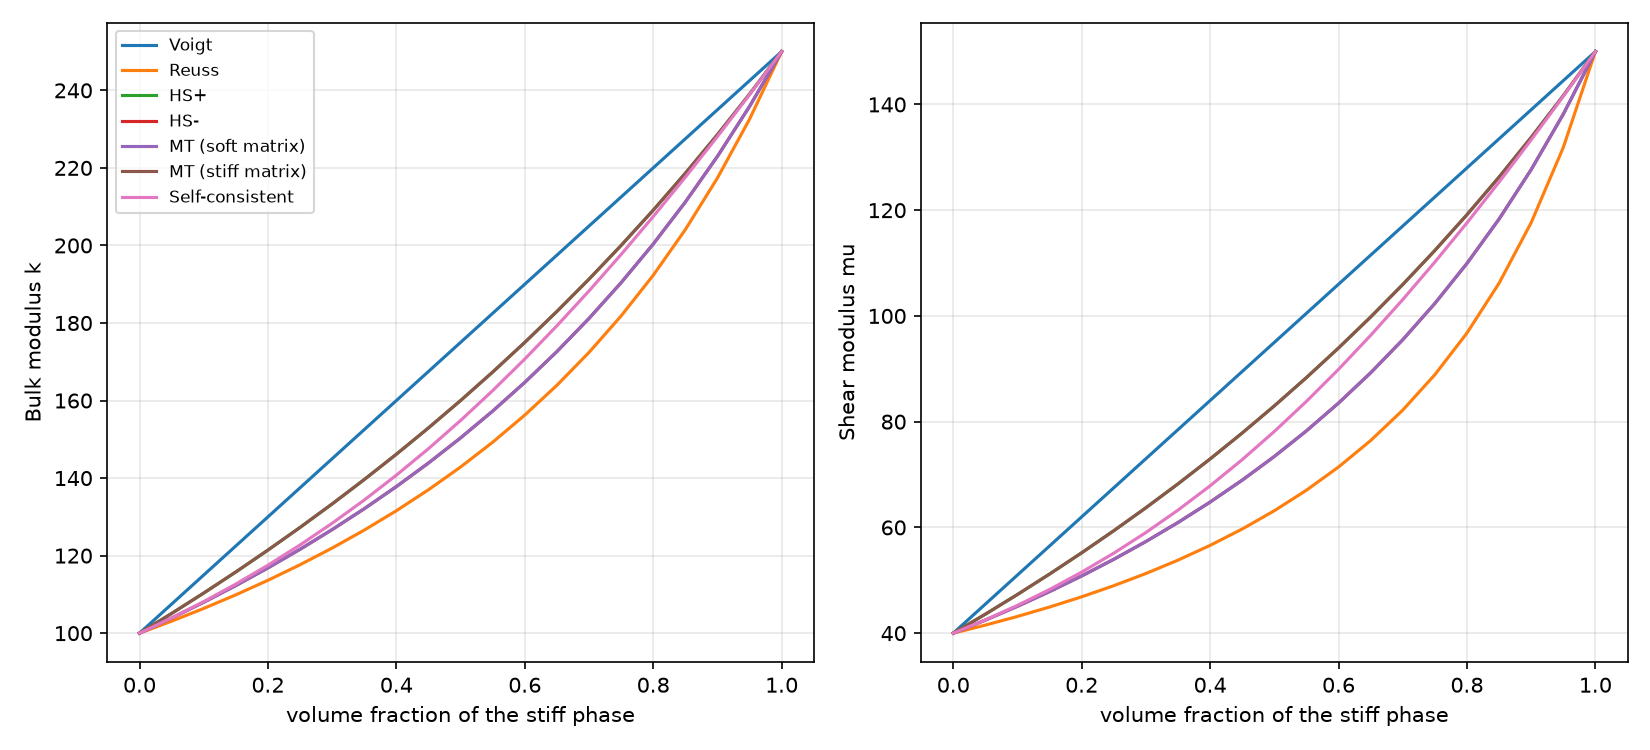 Voigt
Reuss
HS+
HS-
MT (soft matrix)
MT (stiff matrix)
Self-consistent
Bulk modulus k
240
220
200
180
160
140
120
100
0.0 0.2 0.4 0.6 0.8 1.0
volume fraction of the stiff phase
Shear modulus mu
140
120
100
80
60
40
0.0 0.2 0.4 0.6 0.8 1.0
volume fraction of the stiff phase